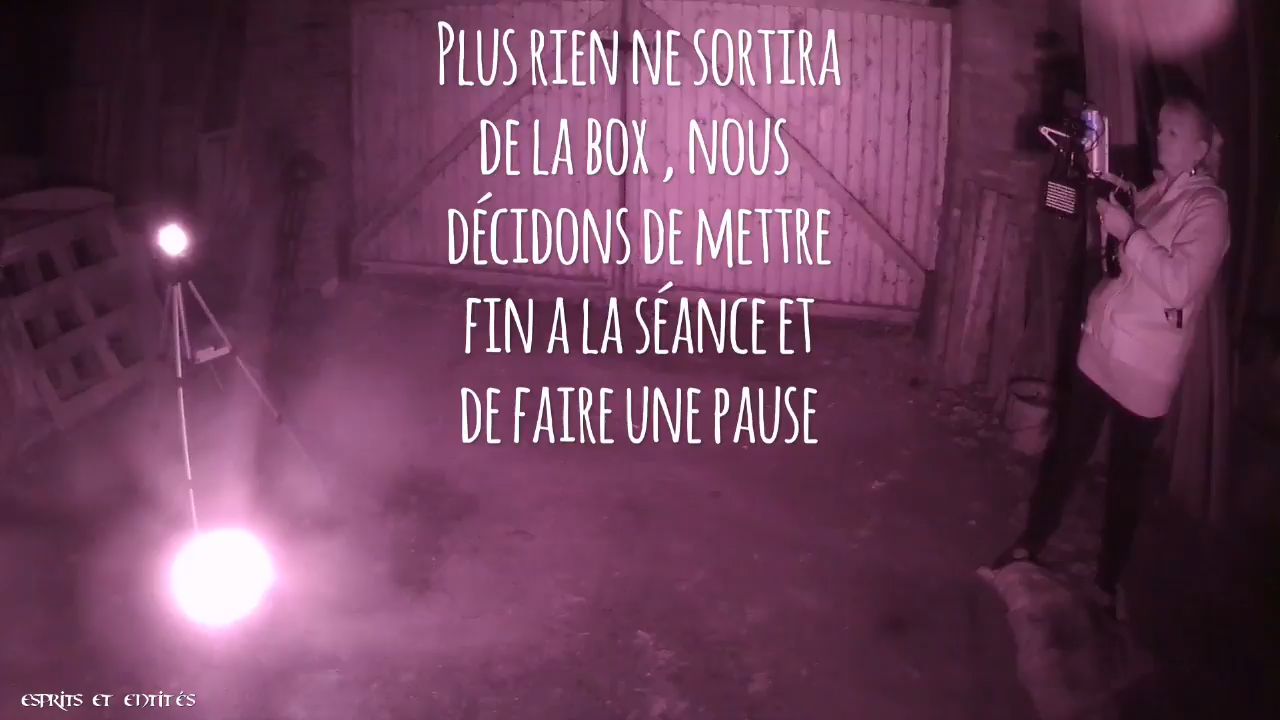 Plus rien ne sortira
de la box , nous
décidons de mettre
fin a la séance et
de faire une pause
ESPRITS ET ENTITÉS